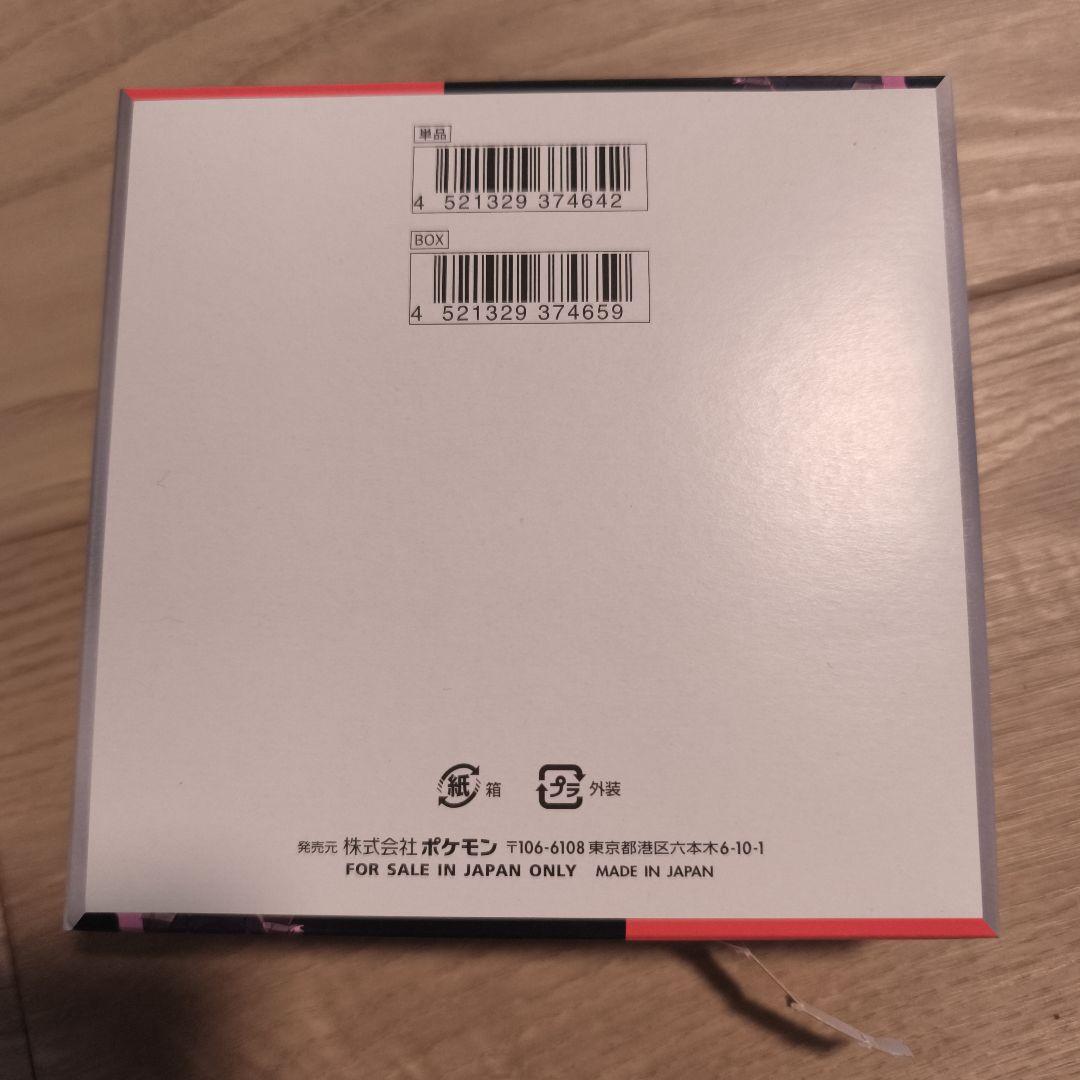 単品
4 521329 374642
BOX
4 521329 374659
紙 箱 プラ 外装
発売元 株式会社 ポケモン 〒106-6108 東京都港区六本木6-10-1
FOR SALE IN JAPAN ONLY MADE IN JAPAN